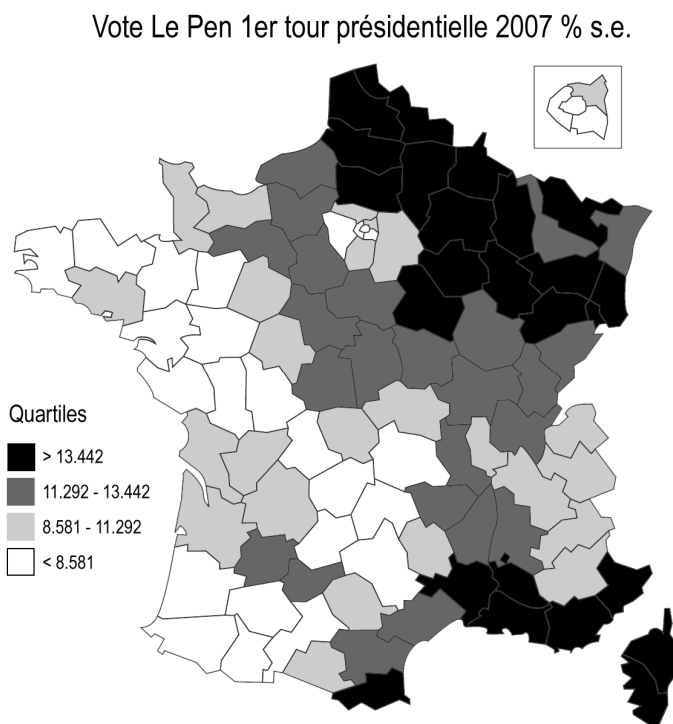 Vote Le Pen 1er tour présidentielle 2007 % s.e.
Quartiles
> 13.442
11.292 - 13.442
8.581 - 11.292
< 8.581